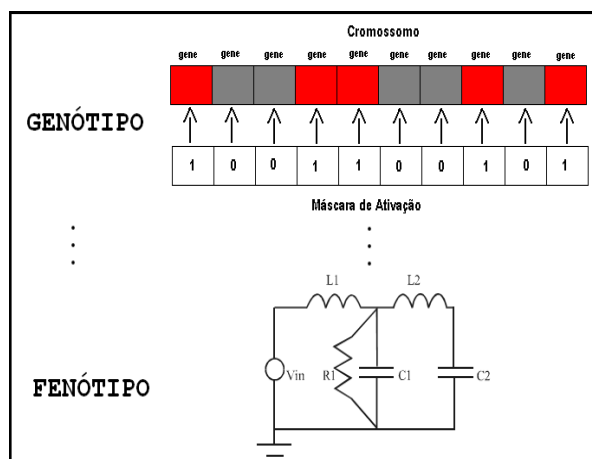 Cromossomo
gene gene gene gene gene gene gene gene gene gene
GENÓTIPO
1 0 0 1 1 0 0 1 0 1
Máscara de Ativação
L1 L2
Vin R1 C1 C2
FENÓTIPO